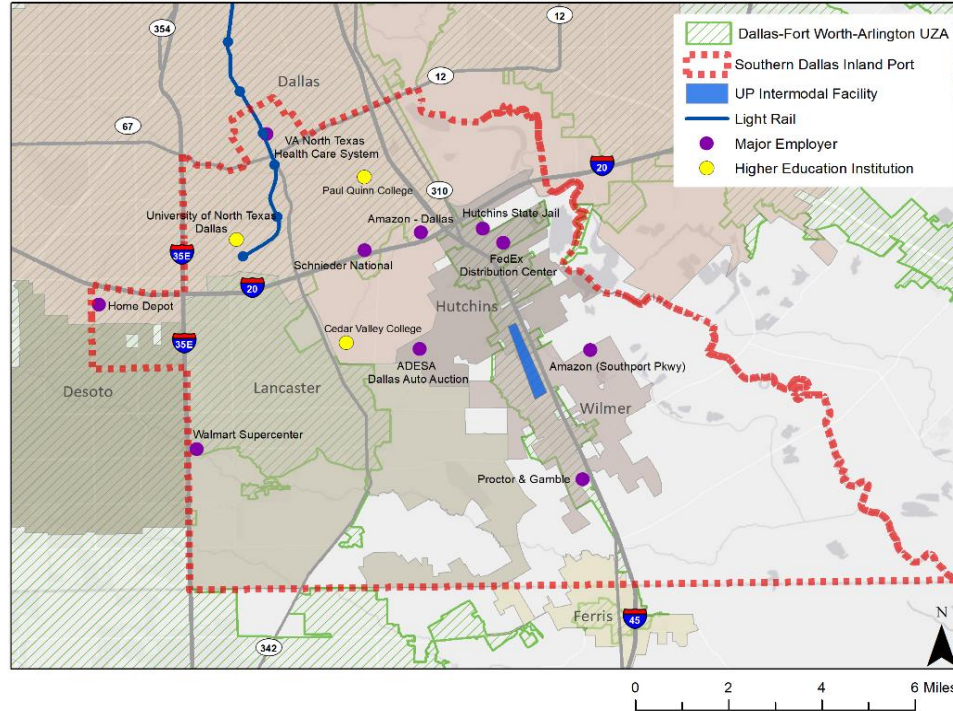 354
12
Dallas
12
67
VA North Texas
Health Care System
20
310
Paul Quinn College
University of North Texas
Dallas
Amazon - Dallas
Hutchins State Jail
35E
Schnieder National
FedEx
Distribution Center
20
Home Depot
Hutchins
35E
Cedar Valley College
ADESA
Dallas Auto Auction
Amazon (Southport Pkwy)
Desoto
Lancaster
Wilmer
Walmart Supercenter
Proctor & Gamble
Ferris
45
342
Dallas-Fort Worth-Arlington UZA
Southern Dallas Inland Port
UP Intermodal Facility
Light Rail
Major Employer
Higher Education Institution
N
0 2 4 6 Miles